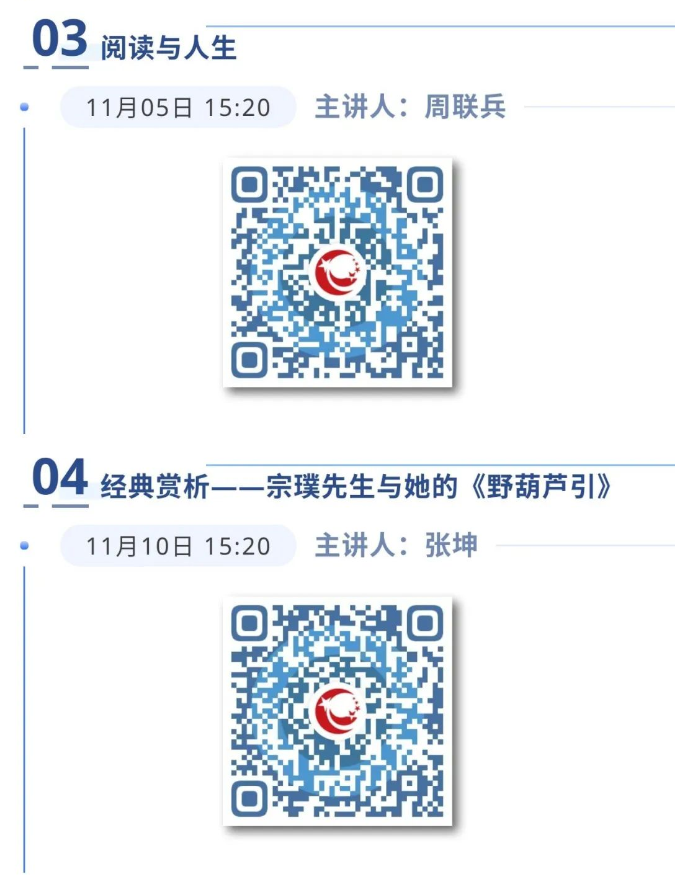 03 阅读与人生
11月05日 15:20 主讲人：周联兵
04 经典赏析——宗璞先生与她的《野葫芦引》
11月10日 15:20 主讲人：张坤